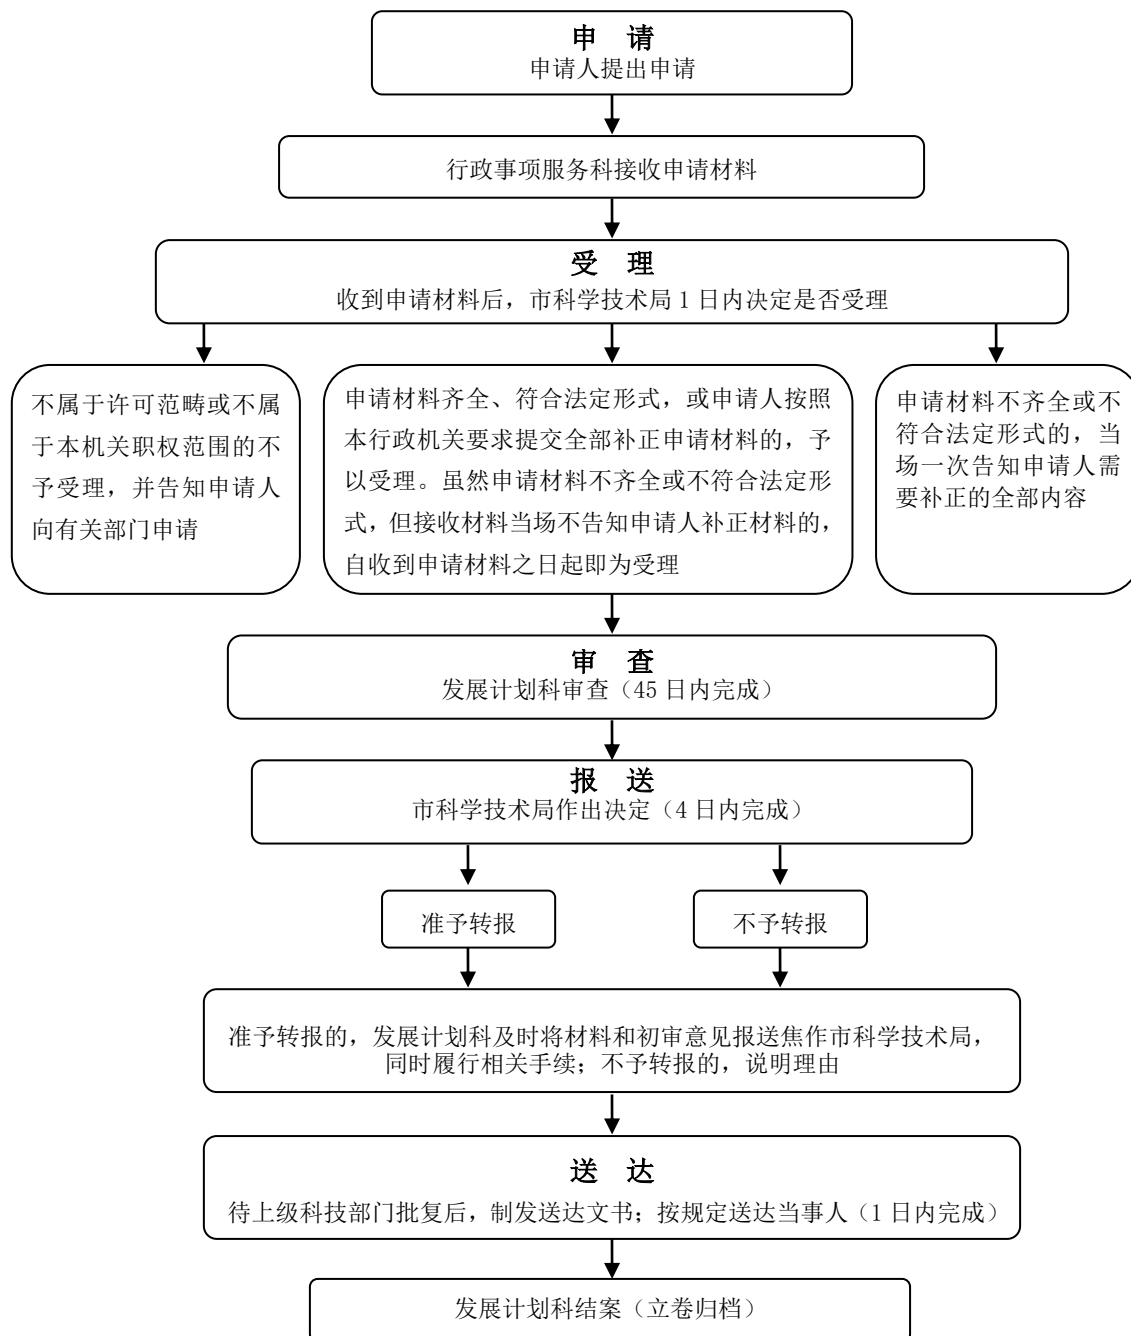 申 请
申请人提出申请
行政事项服务科接收申请材料
受 理
收到申请材料后，市科学技术局 1 日内决定是否受理
不属于许可范畴或不属
于本机关职权范围的不
予受理，并告知申请人
向有关部门申请
申请材料齐全、符合法定形式，或申请人按照
本行政机关要求提交全部补正申请材料的，予
以受理。虽然申请材料不齐全或不符合法定形
式，但接收材料当场不告知申请人补正材料的，
自收到申请材料之日起即为受理
申请材料不齐全或不
符合法定形式的，当
场一次告知申请人需
要补正的全部内容
审 查
发展计划科审查（45 日内完成）
报 送
市科学技术局作出决定（4 日内完成）
准予转报
不予转报
准予转报的，发展计划科及时将材料和初审意见报送焦作市科学技术局，
同时履行相关手续；不予转报的，说明理由
送 达
待上级科技部门批复后，制发送达文书；按规定送达当事人（1 日内完成）
发展计划科结案（立卷归档）